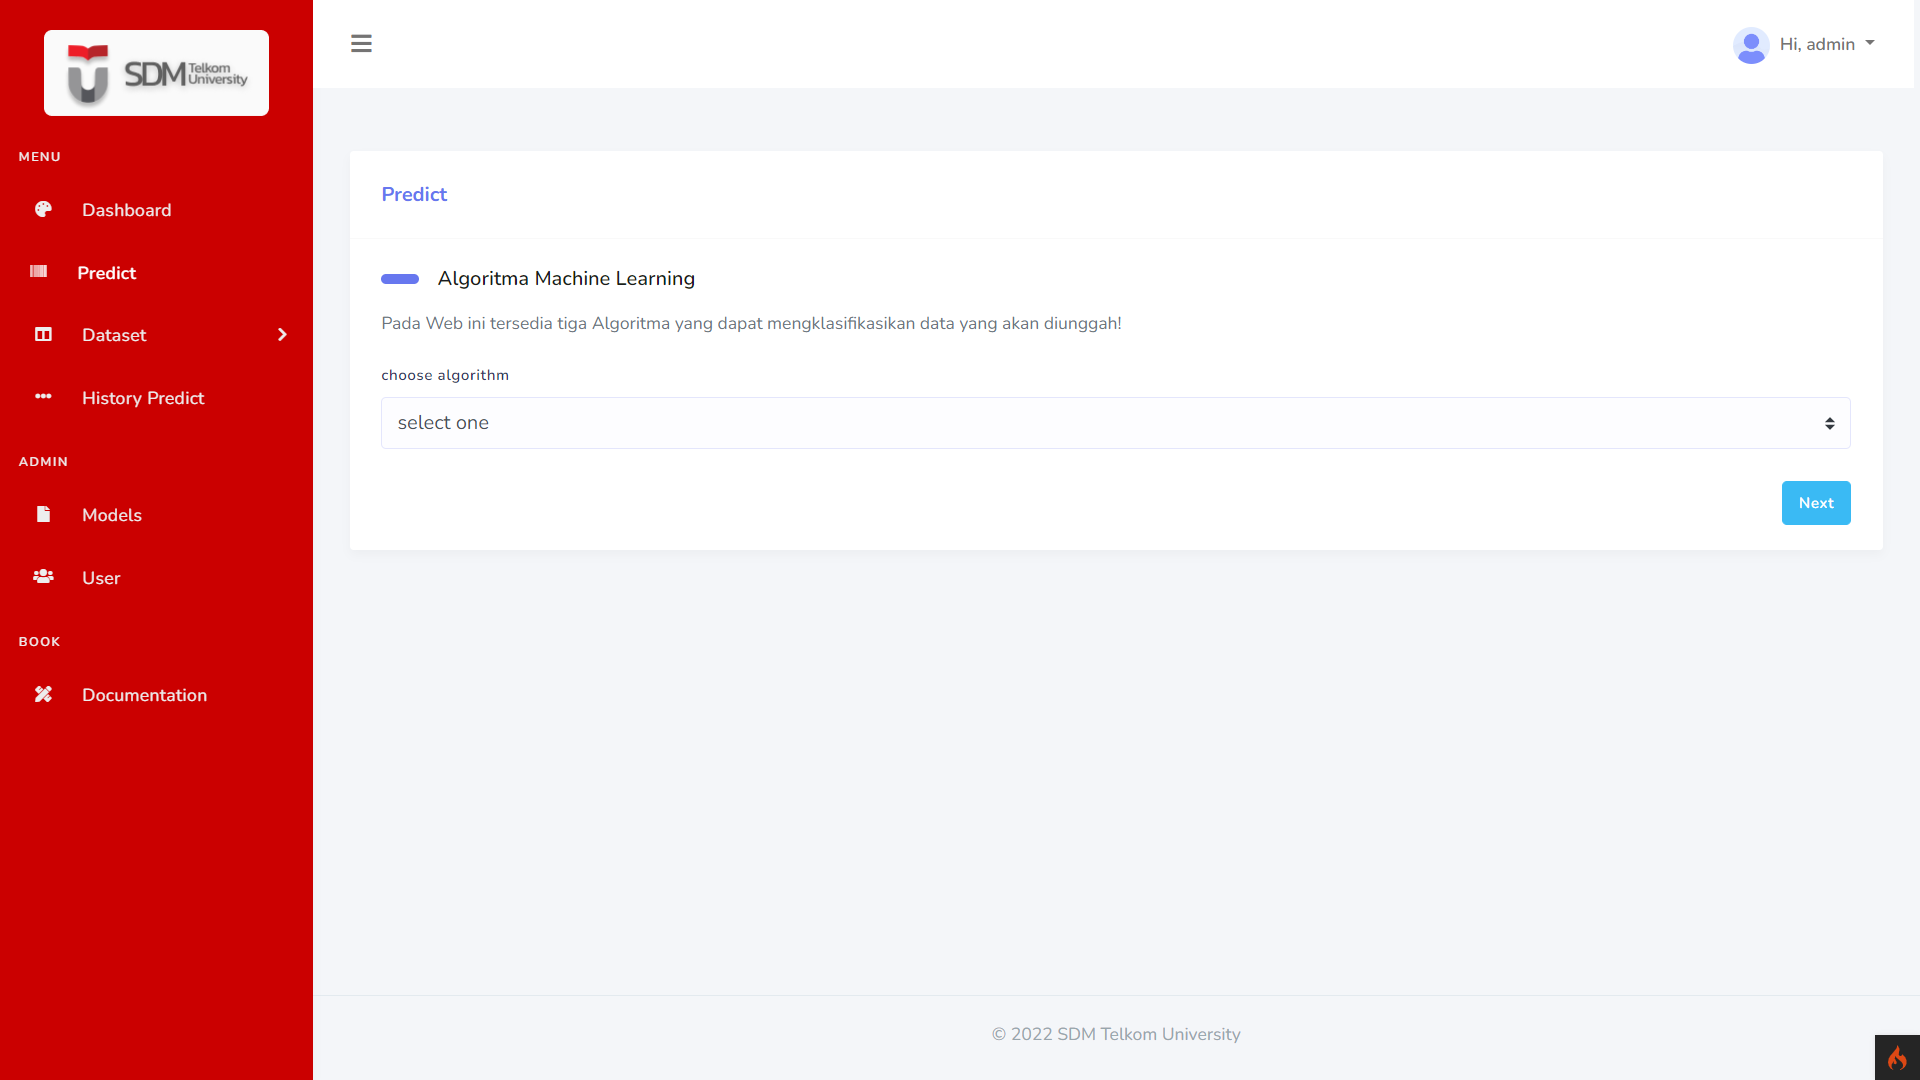 SDM Telkom University
MENU
Dashboard
Predict
Dataset
History Predict
ADMIN
Models
User
BOOK
Documentation
Hi, admin
Predict
Algoritma Machine Learning
Pada Web ini tersedia tiga Algoritma yang dapat mengklasifikasikan data yang akan diunggah!
choose algorithm
select one
Next
© 2022 SDM Telkom University